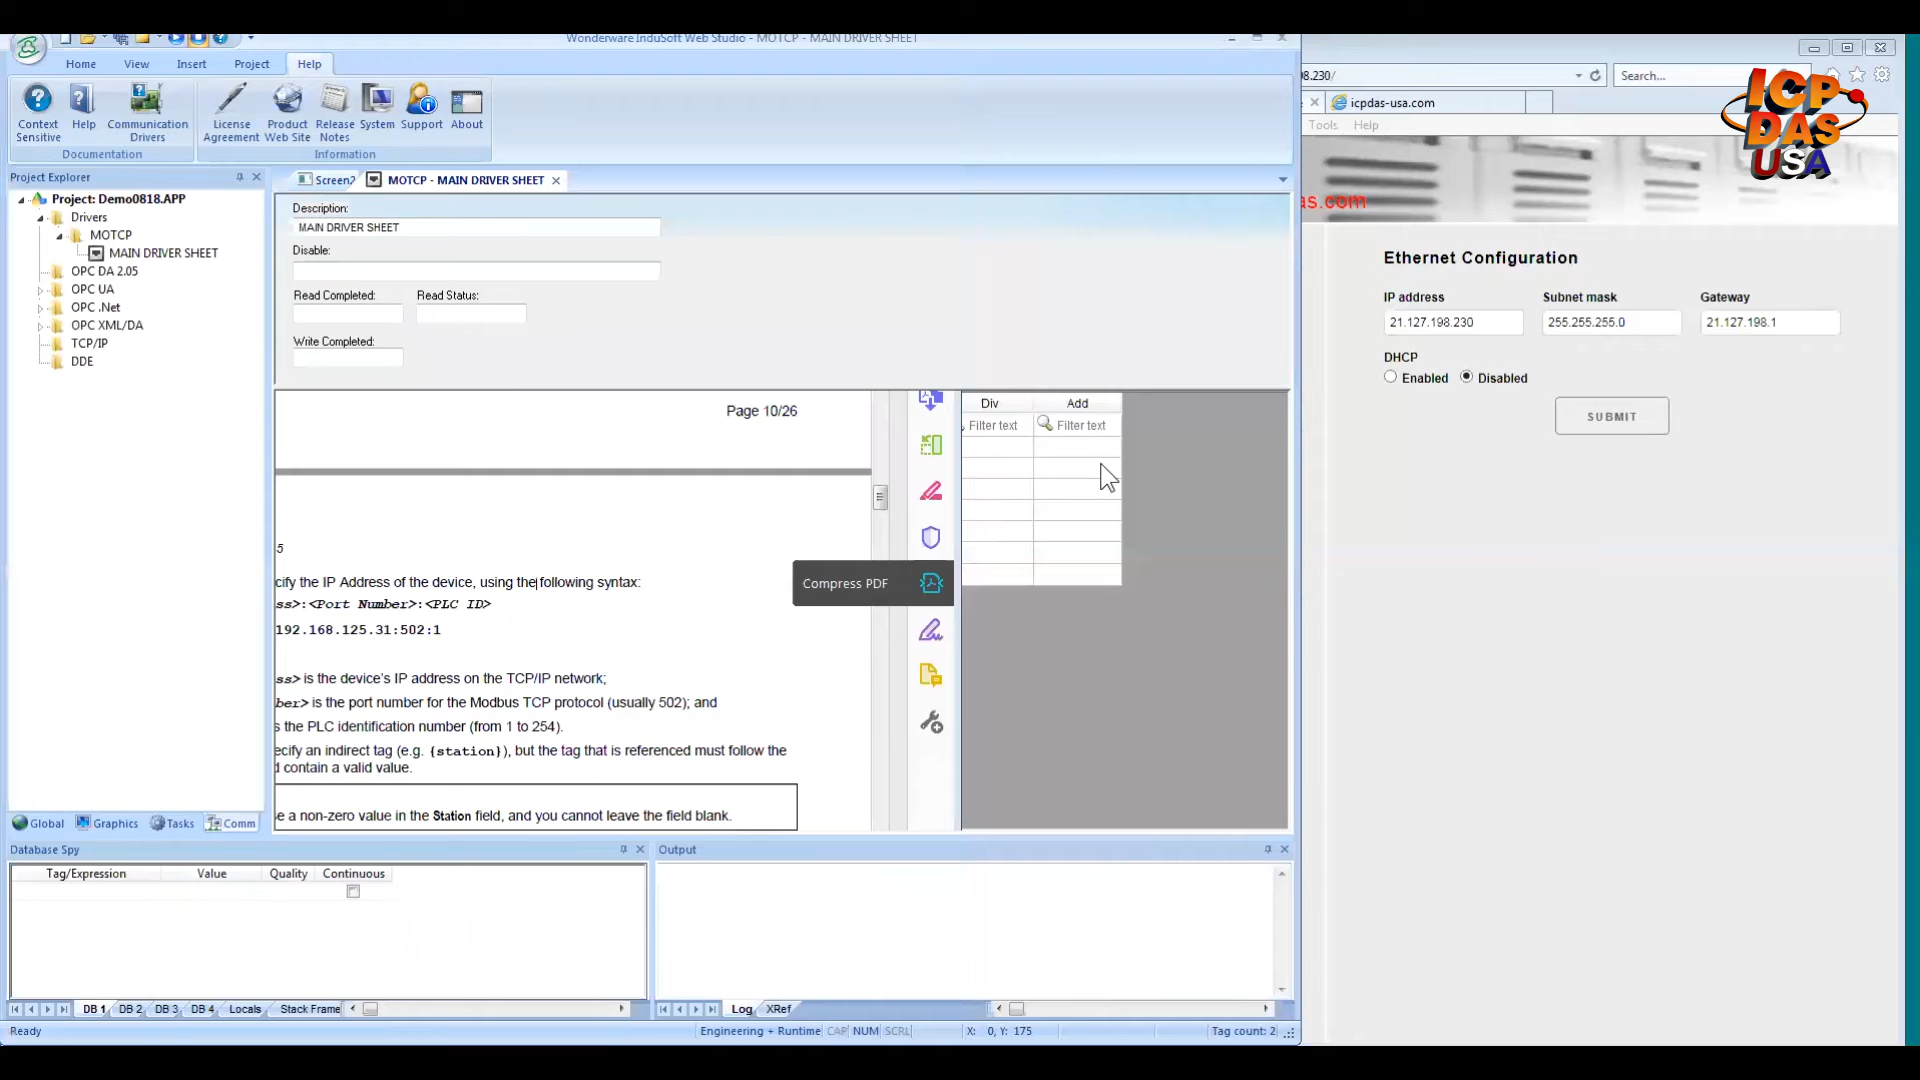 Wonderware InduSoft Web Studio - MOTCP - MAIN DRIVER SHEET
Home View Insert Project Help
Context Sensitive
Help
Communication Drivers
License Agreement
Product Web Site
Release Notes
System
Support
About
Documentation
Information
Project Explorer
Project: Demo0818.APP
Drivers
MOTCP
MAIN DRIVER SHEET
OPC DA 2.05
OPC UA
OPC .Net
OPC XML/DA
TCP/IP
DDE
Global Graphics Tasks Comm
Screen2
MOTCP - MAIN DRIVER SHEET
Description:
MAIN DRIVER SHEET
Disable:
Read Completed: Read Status:
Write Completed:
Page 10/26
5
cify the IP Address of the device, using the following syntax:
ss>:<Port Number>:<PLC ID>
192.168.125.31:502:1
ss> is the device's IP address on the TCP/IP network;
ber> is the port number for the Modbus TCP protocol (usually 502); and
s the PLC identification number (from 1 to 254).
ecify an indirect tag (e.g. {station}), but the tag that is referenced must follow the
d contain a valid value.
e a non-zero value in the Station field, and you cannot leave the field blank.
Compress PDF
Div Add
Filter text Filter text
Database Spy
Tag/Expression Value Quality Continuous
DB 1 DB 2 DB 3 DB 4 Locals Stack Frame
Output
Log XRef
Ready
Engineering + Runtime CAP NUM SCRL X: 0, Y: 175 Tag count: 2
8.230/
Search...
icpdas-usa.com
Tools Help
ICP
DAS
USA
as.com
Ethernet Configuration
IP address Subnet mask Gateway
21.127.198.230 255.255.255.0 21.127.198.1
DHCP
Enabled Disabled
SUBMIT